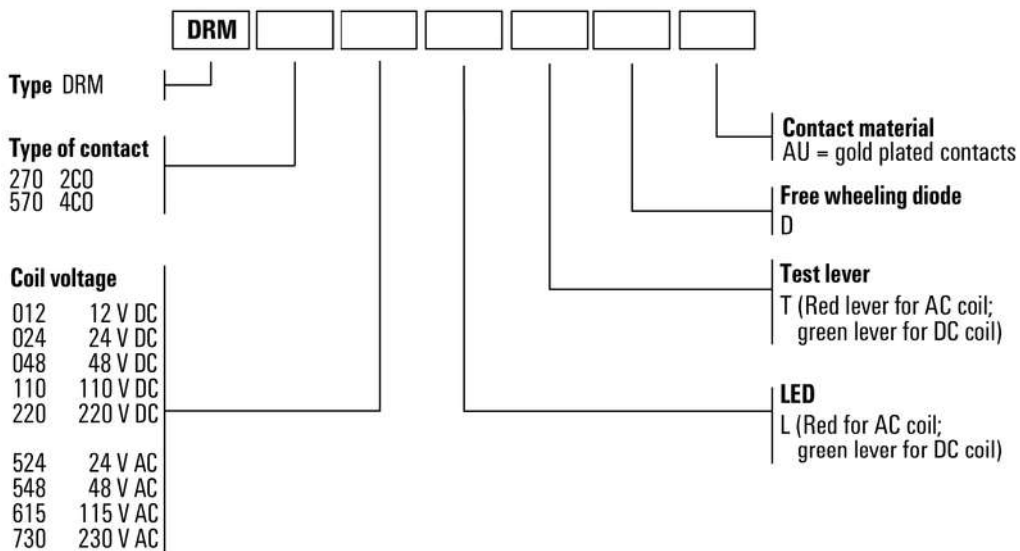 DRM
Type DRM
Type of contact
270 2CO
570 4CO
Coil voltage
012 12 V DC
024 24 V DC
048 48 V DC
110 110 V DC
220 220 V DC
524 24 V AC
548 48 V AC
615 115 V AC
730 230 V AC
Contact material
AU = gold plated contacts
Free wheeling diode
D
Test lever
T (Red lever for AC coil;
green lever for DC coil)
LED
L (Red for AC coil;
green lever for DC coil)